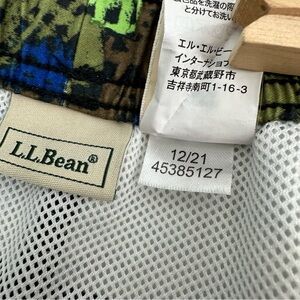 と分けてお洗い
エル・エルビー
インターナショナ
東京都武蔵野市
吉祥寺南町1-16-3
L.L.Bean®
12/21
45385127